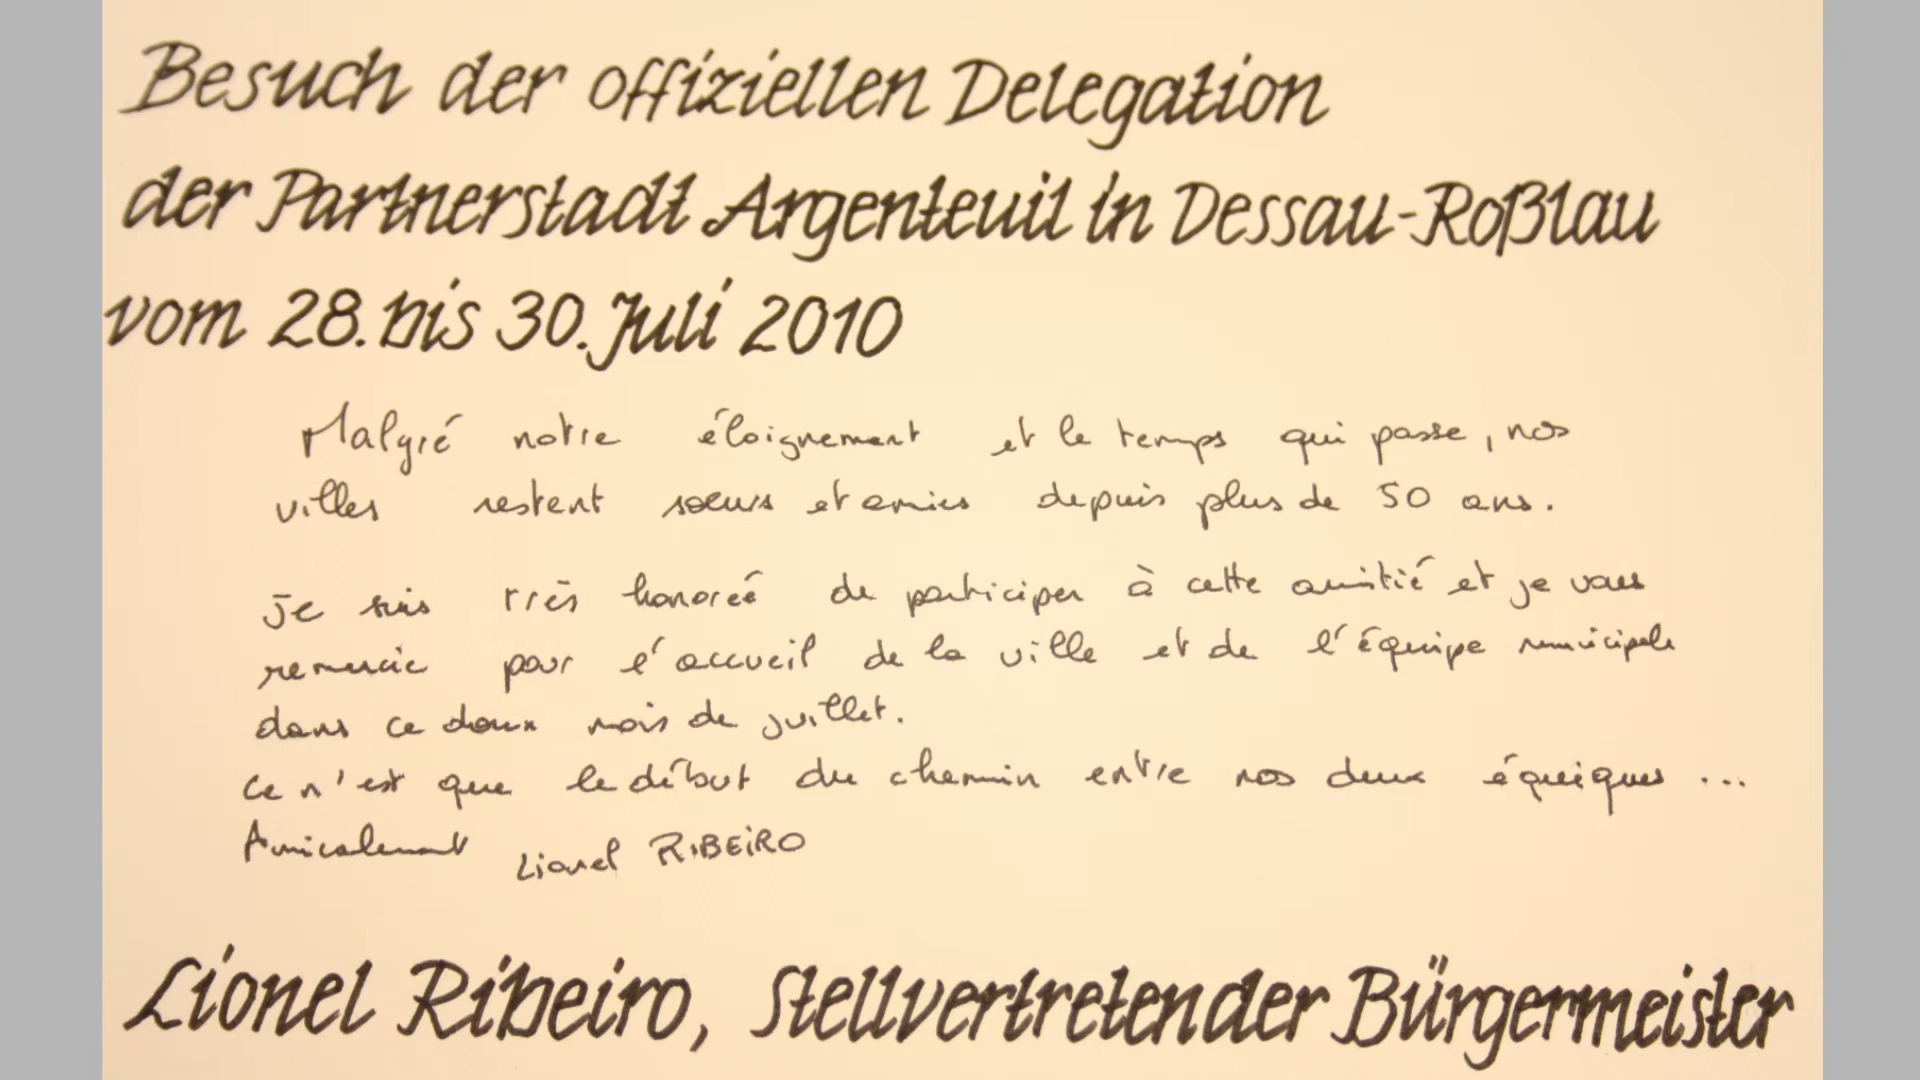 Besuch der offiziellen Delegation
der Partnerstadt Argenteuil in Dessau-Roßlau
vom 28. bis 30. Juli 2010
Malgré notre éloignement et le temps qui passe, nos
villes restent sœurs et amies depuis plus de 50 ans.
Je suis très honoréé de participer à cette amitié et je vous
remercie pour l'accueil de la ville et de l'équipe municipale
dans ce doux mois de juillet.
Ce n'est que le début du chemin entre nos deux équiques ...
Amicalement Lionel RIBEIRO
Lionel Ribeiro, Stellvertretender Bürgermeister